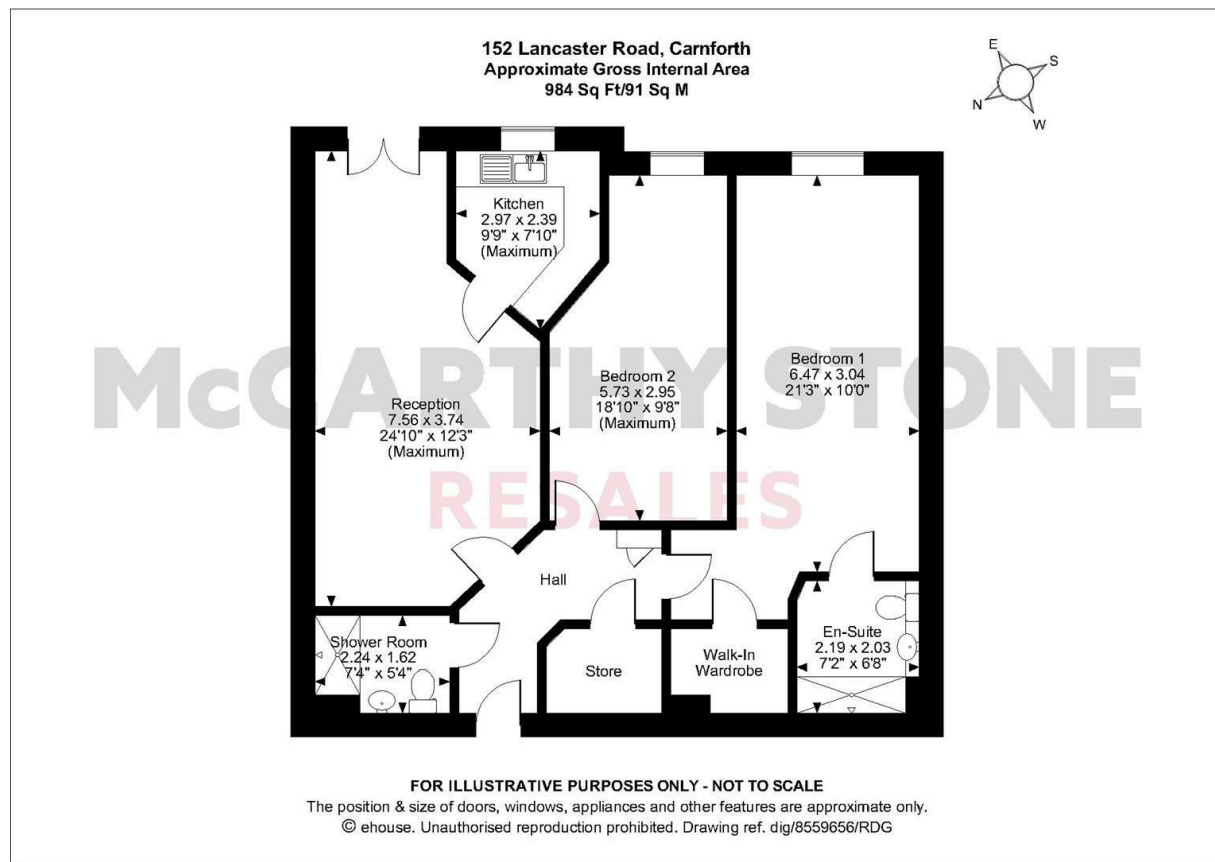 152 Lancaster Road, Carnforth
Approximate Gross Internal Area
984 Sq Ft/91 Sq M
E
S
N
W
Kitchen
2.97 x 2.39
9'9" x 7'10"
(Maximum)
Bedroom 1
6.47 x 3.04
21'3" x 10'0"
Bedroom 2
5.73 x 2.95
18'10" x 9'8"
(Maximum)
Reception
7.56 x 3.74
24'10" x 12'3"
(Maximum)
McCARTHY STONE
RESALES
Hall
Shower Room
2.24 x 1.62
7'4" x 5'4"
Store
Walk-In
Wardrobe
En-Suite
2.19 x 2.03
7'2" x 6'8"
FOR ILLUSTRATIVE PURPOSES ONLY - NOT TO SCALE
The position & size of doors, windows, appliances and other features are approximate only.
© ehouse. Unauthorised reproduction prohibited. Drawing ref. dig/8559656/RDG